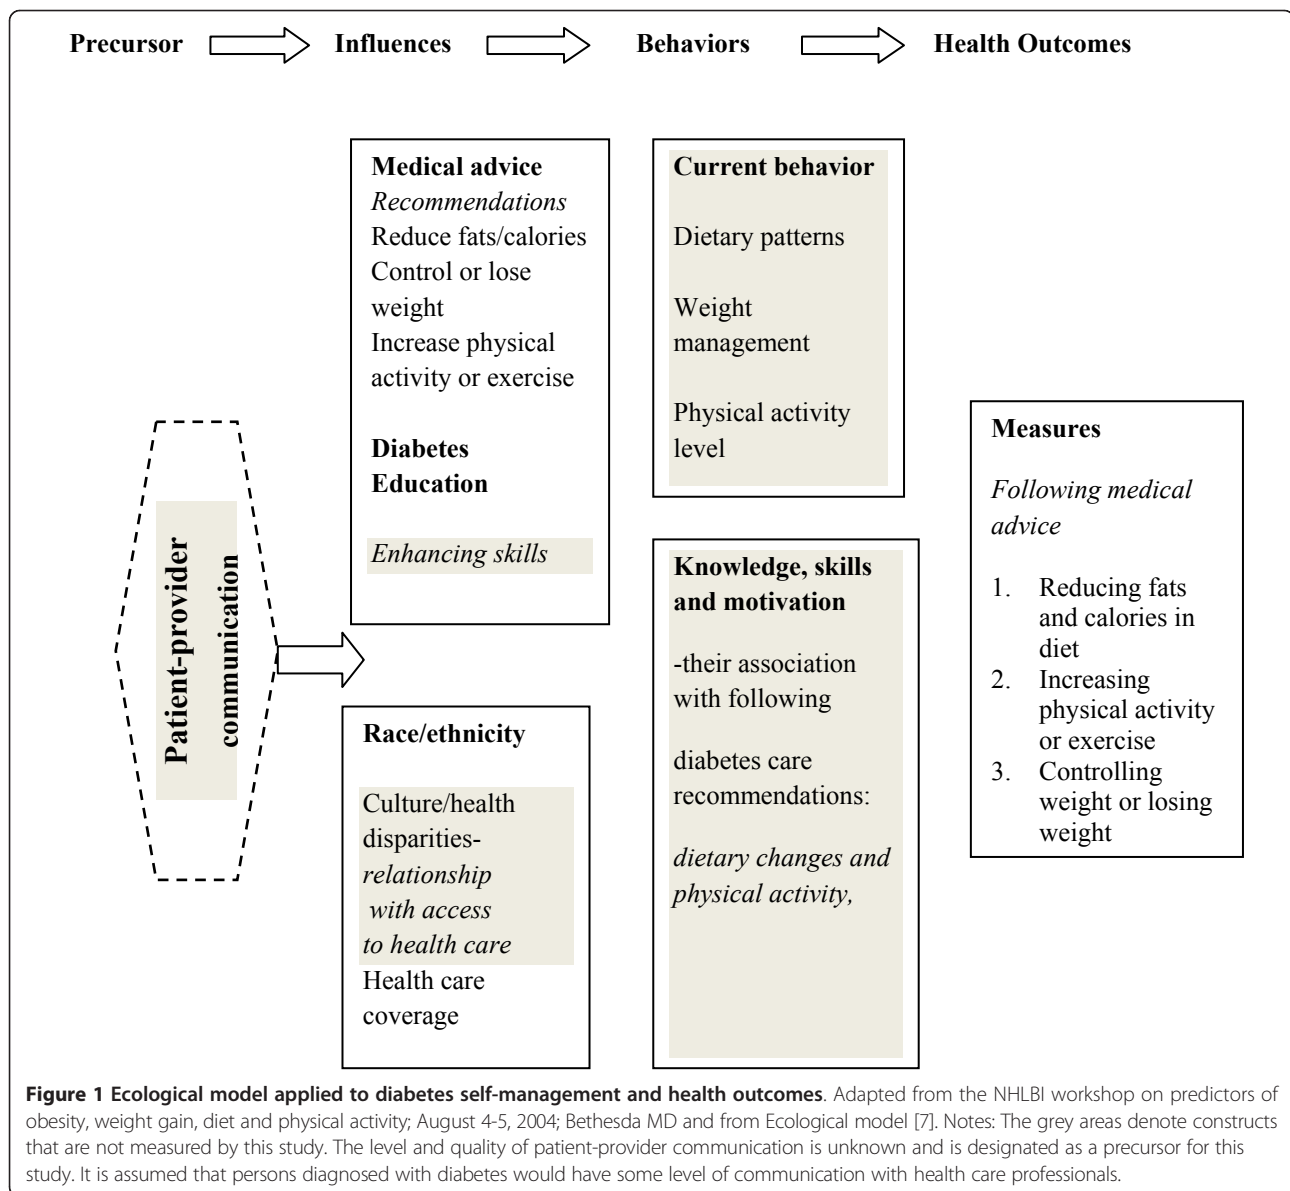 Precursor Influences Behaviors Health Outcomes
Patient-provider
communication
Medical advice
Recommendations
Reduce fats/calories
Control or lose
weight
Increase physical
activity or exercise
Diabetes
Education
Enhancing skills
Race/ethnicity
Culture/health
disparities-
relationship
with access
to health care
Health care
coverage
Current behavior
Dietary patterns
Weight
management
Physical activity
level
Knowledge, skills
and motivation
-their association
with following
diabetes care
recommendations:
dietary changes and
physical activity,
Measures
Following medical
advice
1. Reducing fats
and calories in
diet
2. Increasing
physical activity
or exercise
3. Controlling
weight or losing
weight
Figure 1 Ecological model applied to diabetes self-management and health outcomes. Adapted from the NHLBI workshop on predictors of
obesity, weight gain, diet and physical activity; August 4-5, 2004; Bethesda MD and from Ecological model [7]. Notes: The grey areas denote constructs
that are not measured by this study. The level and quality of patient-provider communication is unknown and is designated as a precursor for this
study. It is assumed that persons diagnosed with diabetes would have some level of communication with health care professionals.